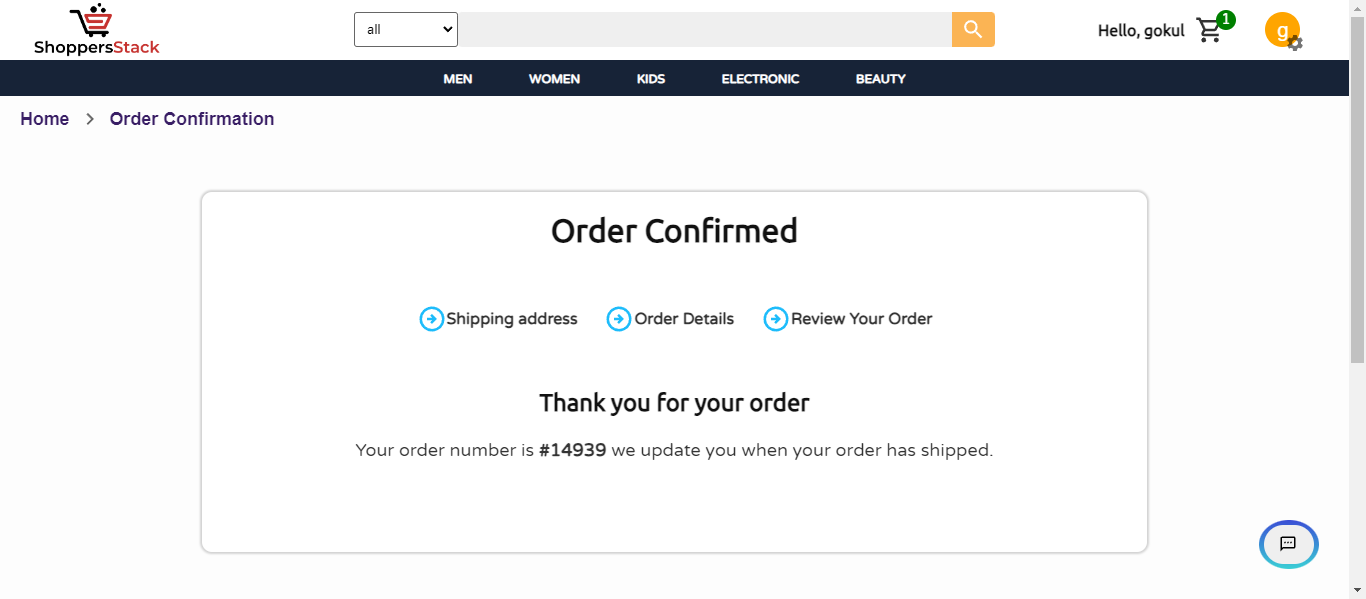 ShoppersStack
all
Hello, gokul
1
g
MEN WOMEN KIDS ELECTRONIC BEAUTY
Home > Order Confirmation
Order Confirmed
Shipping address Order Details Review Your Order
Thank you for your order
Your order number is #14939 we update you when your order has shipped.